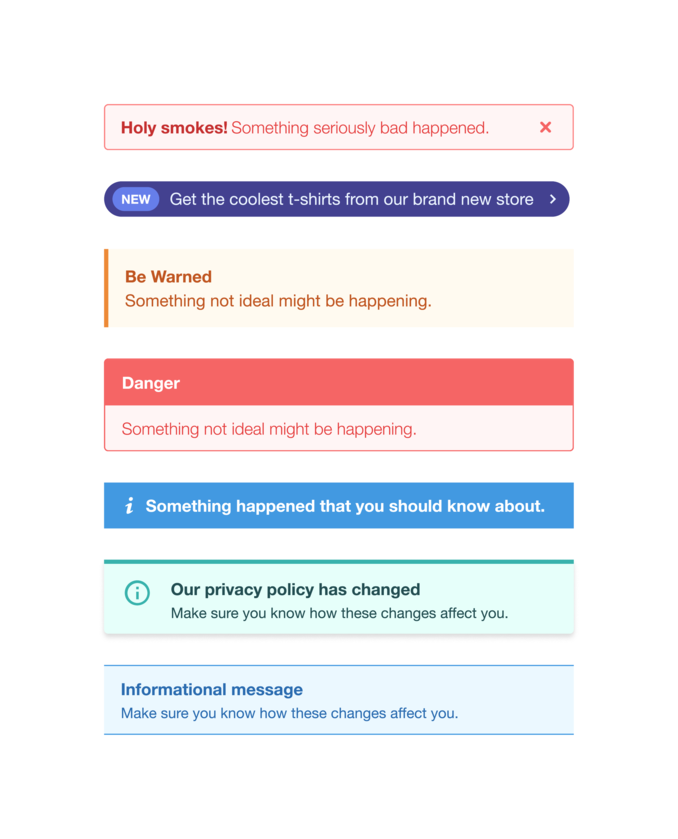 Holy smokes! Something seriously bad happened.
NEW Get the coolest t-shirts from our brand new store
Be Warned
Something not ideal might be happening.
Danger
Something not ideal might be happening.
Something happened that you should know about.
Our privacy policy has changed
Make sure you know how these changes affect you.
Informational message
Make sure you know how these changes affect you.